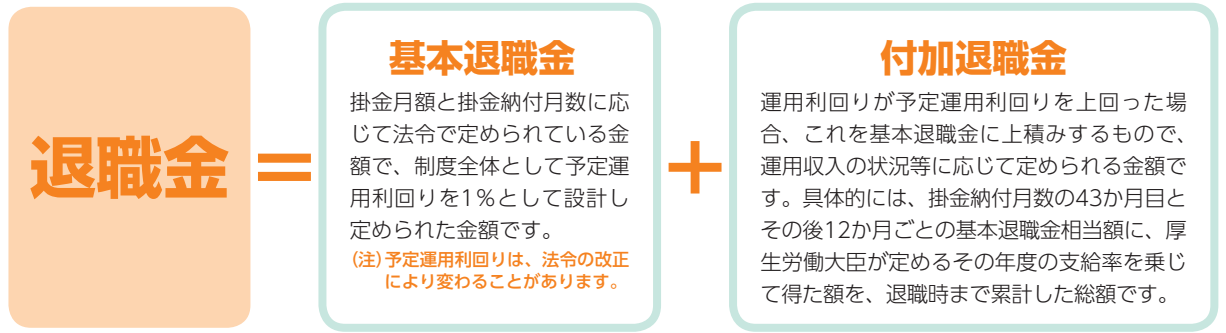 退職金
＝
基本退職金
掛金月額と掛金納付月数に応
じて法令で定められている金
額で、制度全体として予定運
用利回りを1％として設計し
定められた金額です。
（注）予定運用利回りは、法令の改正
により変わることがあります。
＋
付加退職金
運用利回りが予定運用利回りを上回った場
合、これを基本退職金に上積みするもので、
運用収入の状況等に応じて定められる金額で
す。具体的には、掛金納付月数の43か月目と
その後12か月ごとの基本退職金相当額に、厚
生労働大臣が定めるその年度の支給率を乗じ
て得た額を、退職時まで累計した総額です。